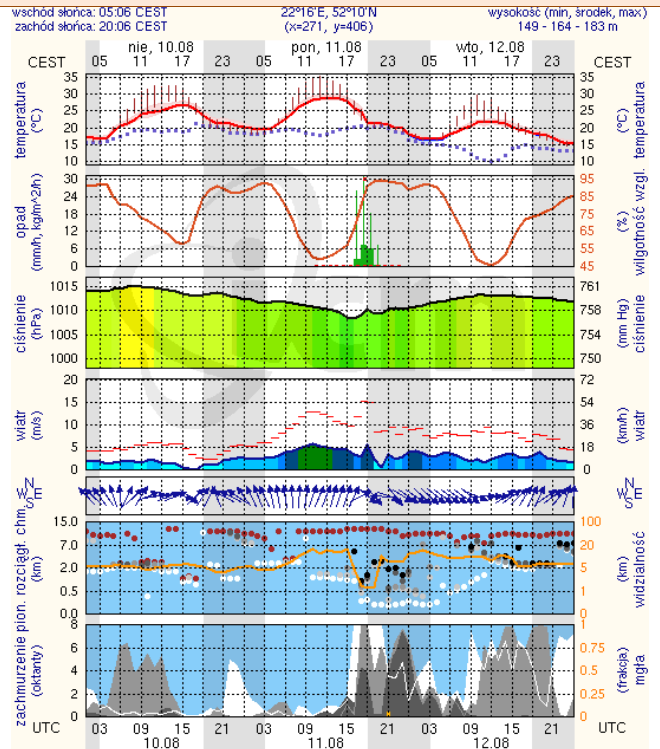 wschód słońca: 05:06 CEST 22°16'E, 52°10'N wysokość (min, środek, max)
zachód słońca: 20:06 CEST (x=271, y=406) 149 - 164 - 183 m
nie, 10.08 pon, 11.08 wto, 12.08
CEST 05 11 17 23 05 11 17 23 05 11 17 23 CEST
temperatura (°C)
35 30 25 20 15 10
35 30 25 20 15 10
temperatura (°C)
opad (mm/h, kg/m^2/h)
30 24 18 12 6 0
95 85 75 65 55 45
wilgotność wzgl. (%)
ciśnienie (hPa)
1015 1010 1005 1000
761 758 754 750
(mm Hg) ciśnienie
wiatr (m/s)
20 15 10 5 0
72 54 36 18 0
(km/h) wiatr
N W E S
N W E S
pion. rozciągł. chm. (km)
15.0 7.0 2.0 0.5 0.0
100 20 5 1 0
(km) widzialność
zachmurzenie (oktanty)
8 6 4 2 0
1 0.75 0.5 0.25 0
(frakcja) mgła
UTC 03 09 15 21 03 09 15 21 03 09 15 21 UTC
10.08 11.08 12.08
icm